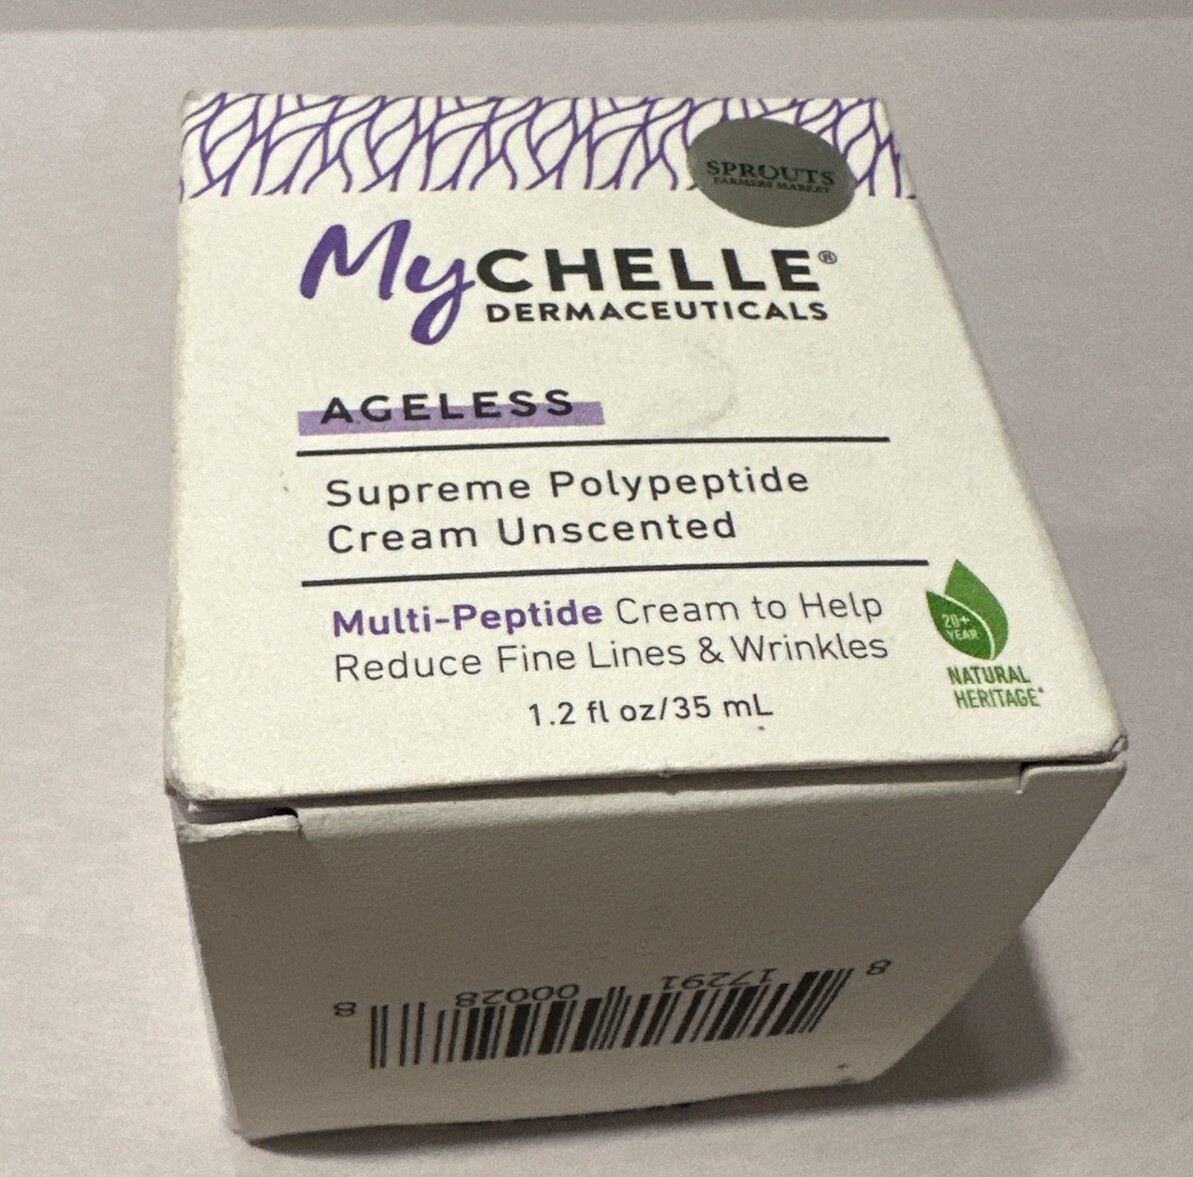 SPROUTS
FARMERS MARKET
MyCHELLE®
DERMACEUTICALS
AGELESS
Supreme Polypeptide
Cream Unscented
Multi-Peptide Cream to Help
Reduce Fine Lines & Wrinkles
1.2 fl oz/35 mL
20+
YEAR
NATURAL
HERITAGE*
8 17291 00028 8